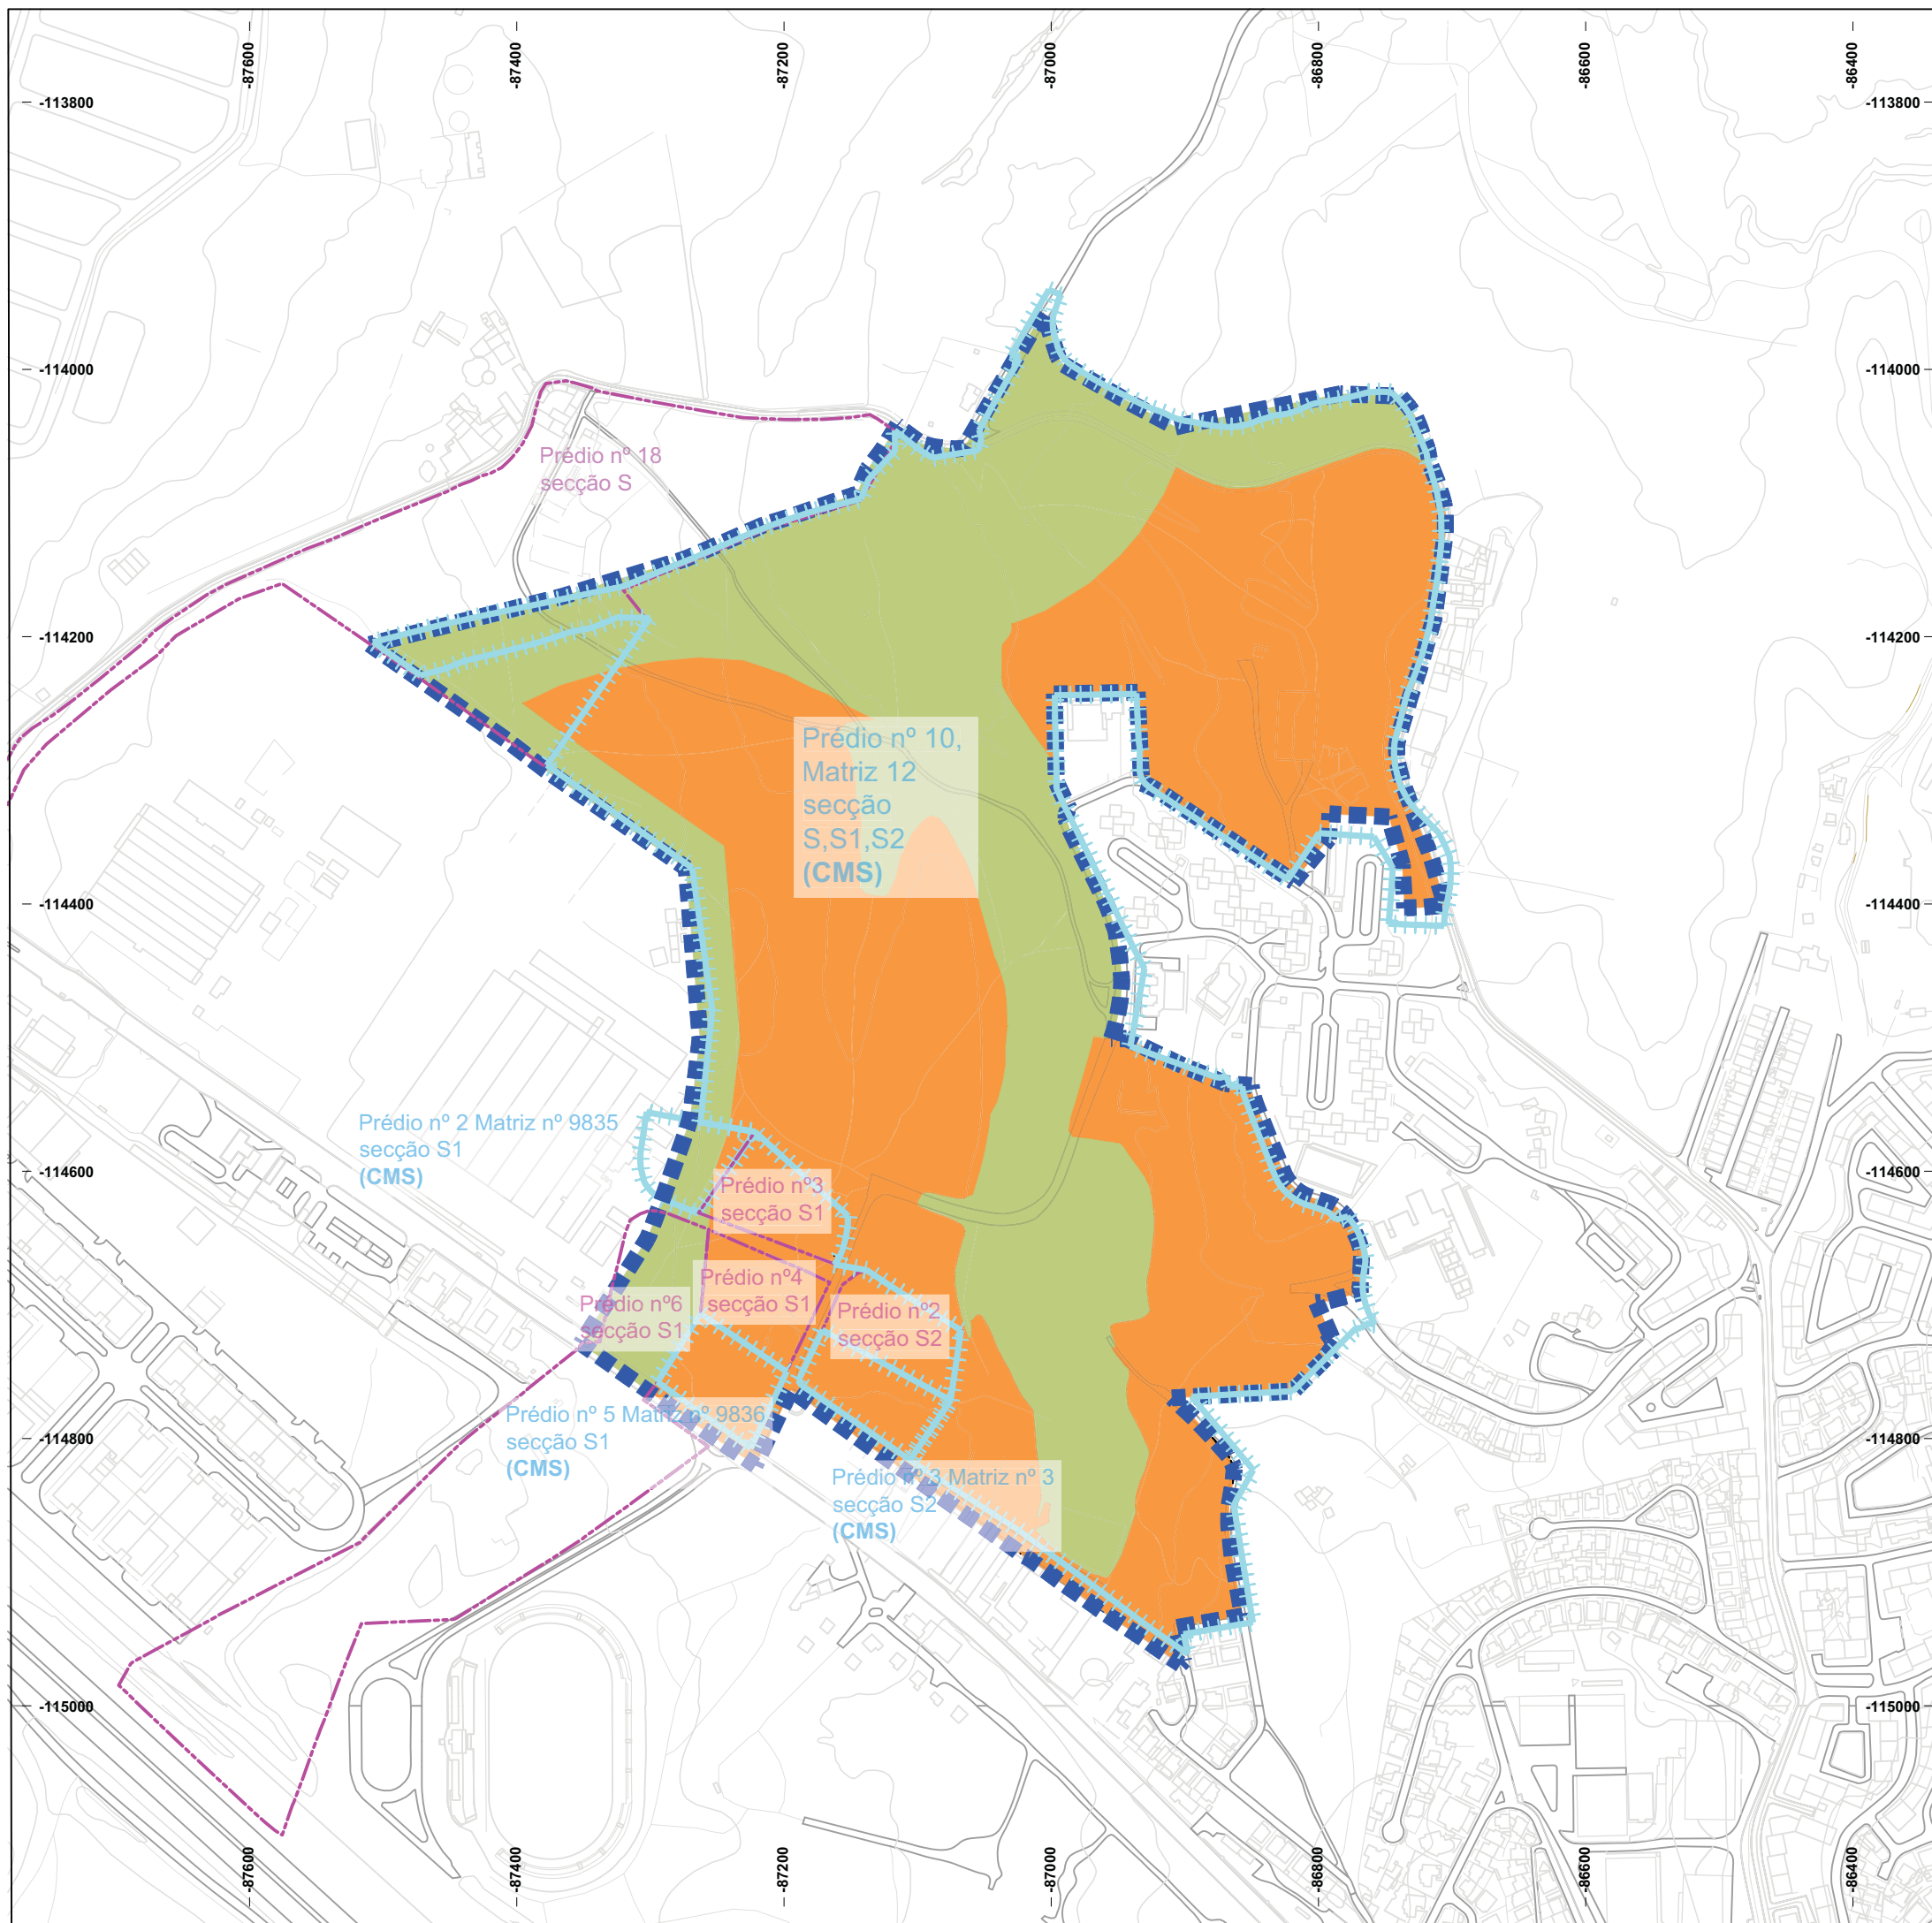 -87600
-87400
-87200
-87000
-86800
-86600
-86400
-113800
-113800
-114000
-114000
Prédio nº 18
secção S
-114200
-114200
Prédio nº 10,
Matriz 12
secção
S,S1,S2
(CMS)
-114400
-114400
Prédio nº 2 Matriz nº 9835
secção S1
(CMS)
-114600
-114600
Prédio nº3
secção S1
Prédio nº4
secção S1
Prédio nº6
secção S1
Prédio nº2
secção S2
Prédio nº 5 Matriz nº 9836
secção S1
(CMS)
-114800
-114800
Prédio nº 3 Matriz nº 3
secção S2
(CMS)
-115000
-115000
-87600
-87400
-87200
-87000
-86800
-86600
-86400